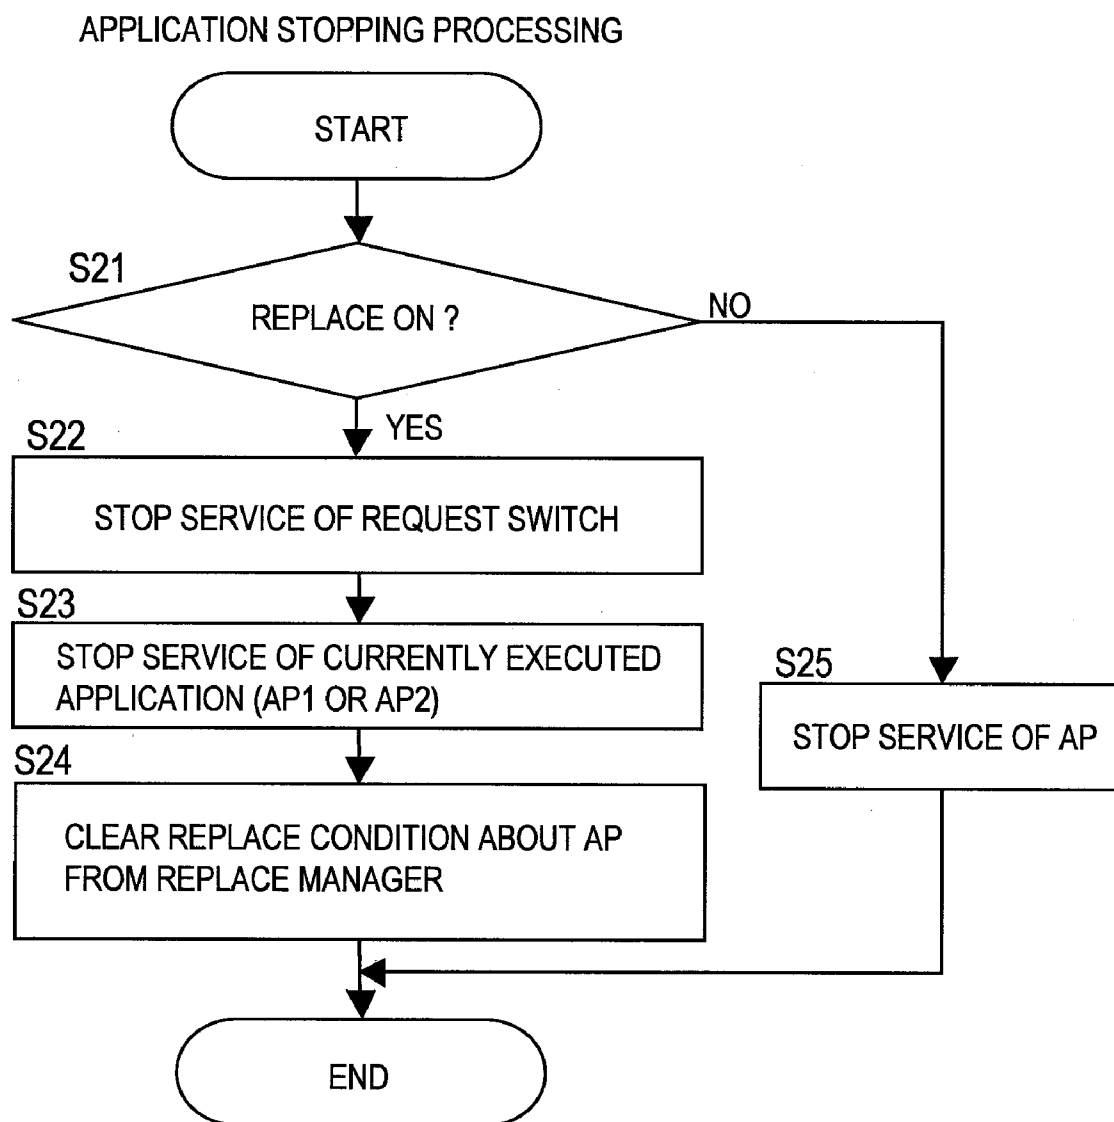 APPLICATION STOPPING PROCESSING
START
S21
REPLACE ON ?
NO
YES
S22
STOP SERVICE OF REQUEST SWITCH
S23
STOP SERVICE OF CURRENTLY EXECUTED
APPLICATION (AP1 OR AP2)
S25
STOP SERVICE OF AP
S24
CLEAR REPLACE CONDITION ABOUT AP
FROM REPLACE MANAGER
END